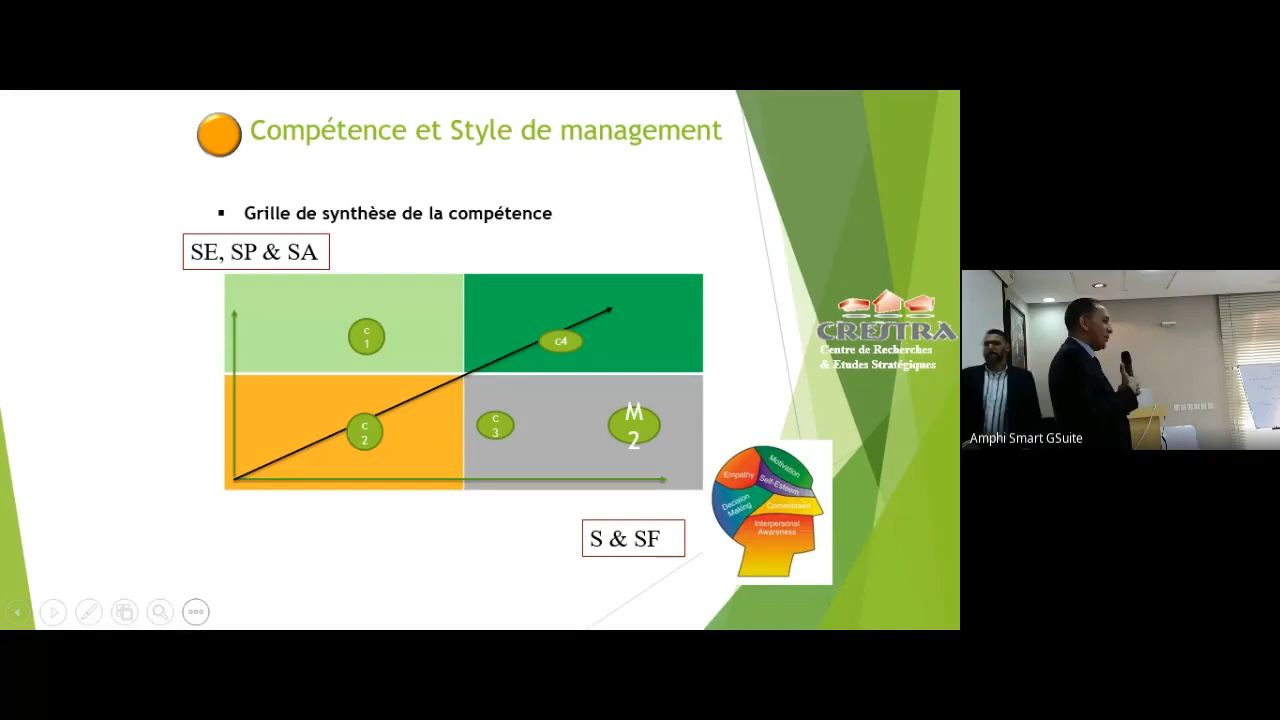 Compétence et Style de management
▪ Grille de synthèse de la compétence
SE, SP & SA
c
1
c4
c
2
c
3
M
2
S & SF
CRESTRA
Centre de Recherches
& Etudes Stratégiques
Motivation
Empathy
Self-Esteem
Decision
Making
Commitment
Interpersonal
Awareness
Amphi Smart GSuite